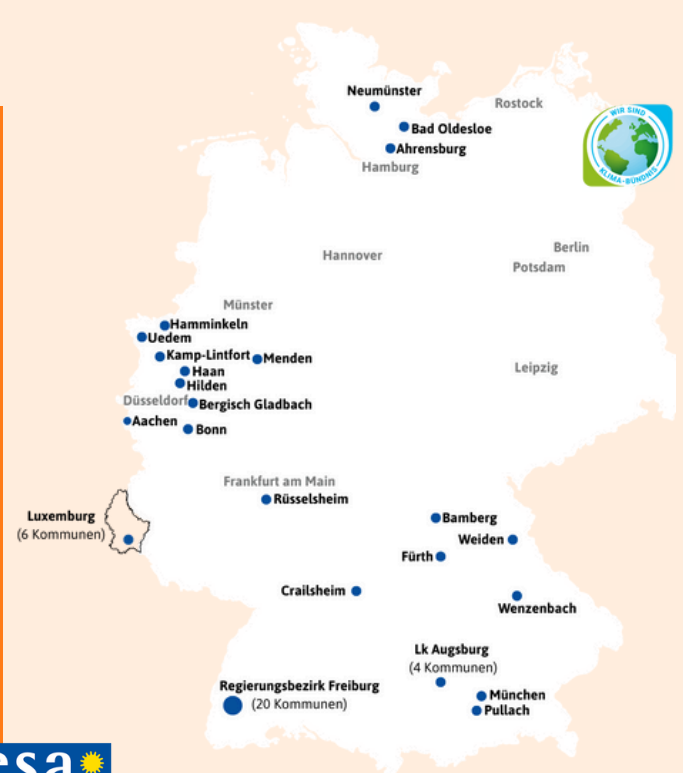 Neumünster
Rostock
WIR SIND
KLIMA-BÜNDNIS
Bad Oldesloe
Ahrensburg
Hamburg
Hannover
Berlin
Potsdam
Münster
Hamminkeln
Uedem
Kamp-Lintfort
Menden
Haan
Leipzig
Hilden
Düsseldorf
Bergisch Gladbach
Aachen
Bonn
Frankfurt am Main
Rüsselsheim
Luxemburg
(6 Kommunen)
Bamberg
Weiden
Fürth
Crailsheim
Wenzenbach
Lk Augsburg
(4 Kommunen)
Regierungsbezirk Freiburg
(20 Kommunen)
München
Pullach
esa